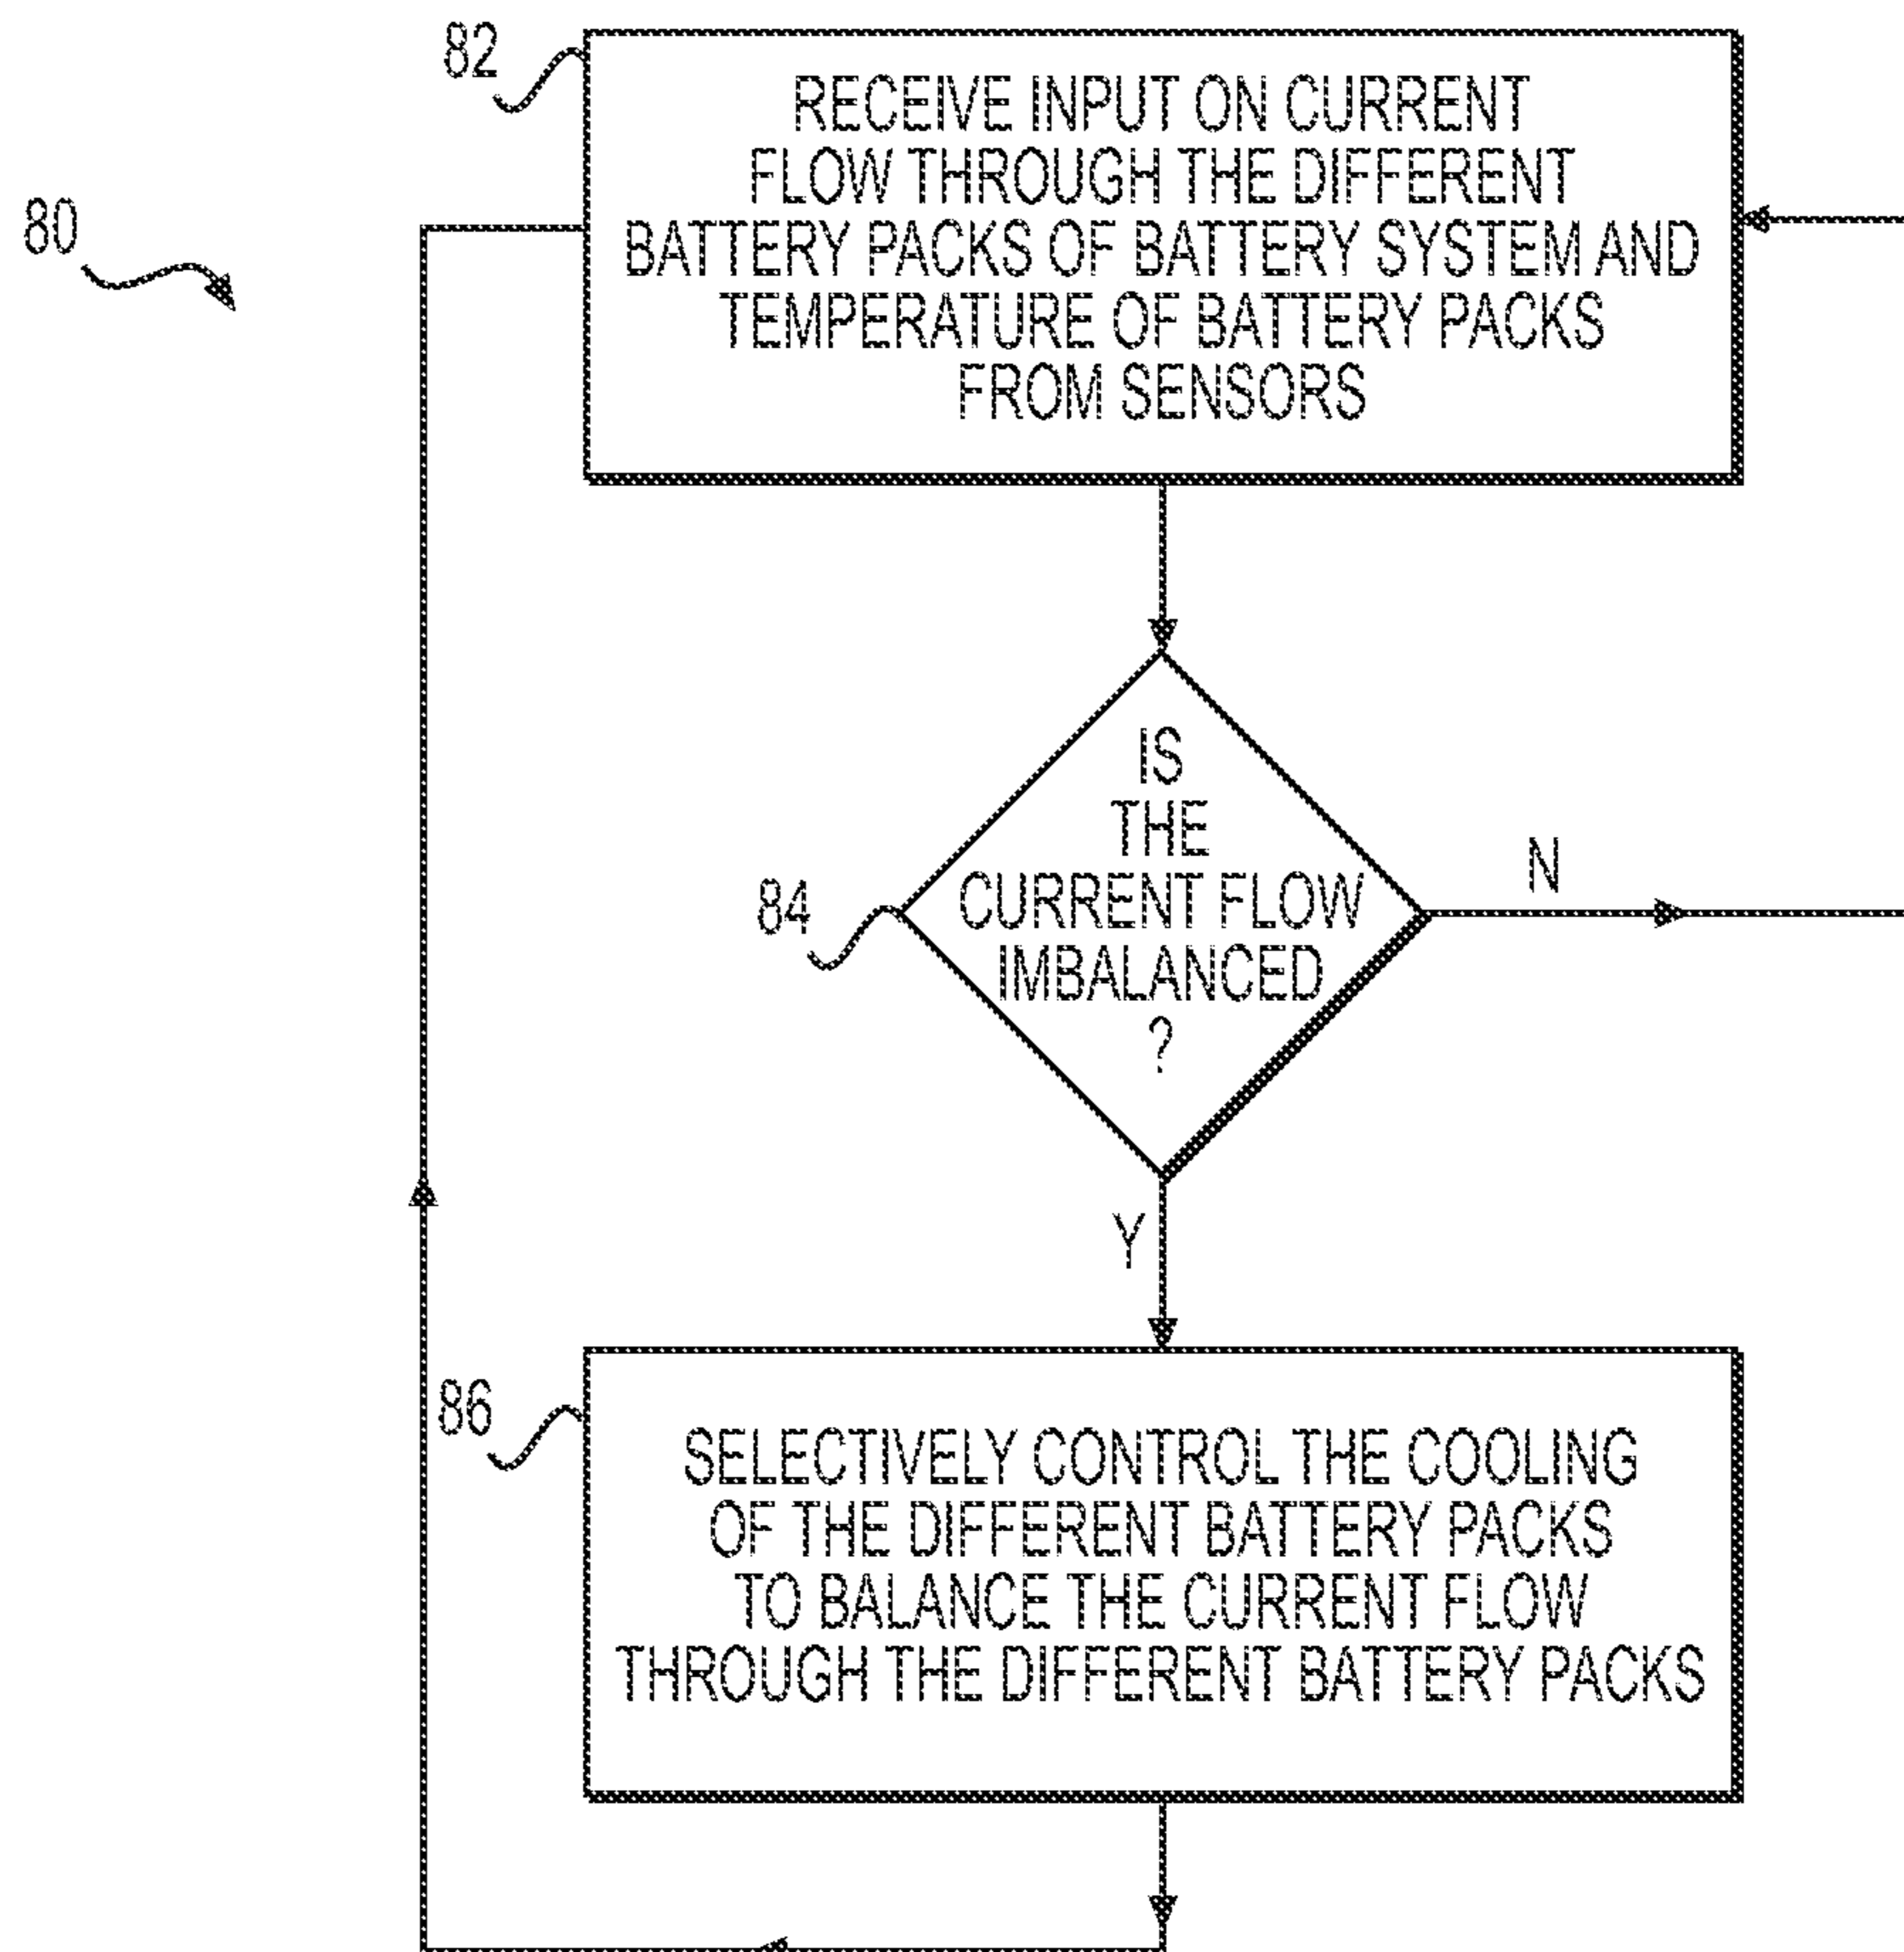 82
RECEIVE INPUT ON CURRENT
FLOW THROUGH THE DIFFERENT
BATTERY PACKS OF BATTERY SYSTEM AND
TEMPERATURE OF BATTERY PACKS
FROM SENSORS
80
IS
THE
CURRENT FLOW
IMBALANCED
?
84
N
Y
86
SELECTIVELY CONTROL THE COOLING
OF THE DIFFERENT BATTERY PACKS
TO BALANCE THE CURRENT FLOW
THROUGH THE DIFFERENT BATTERY PACKS